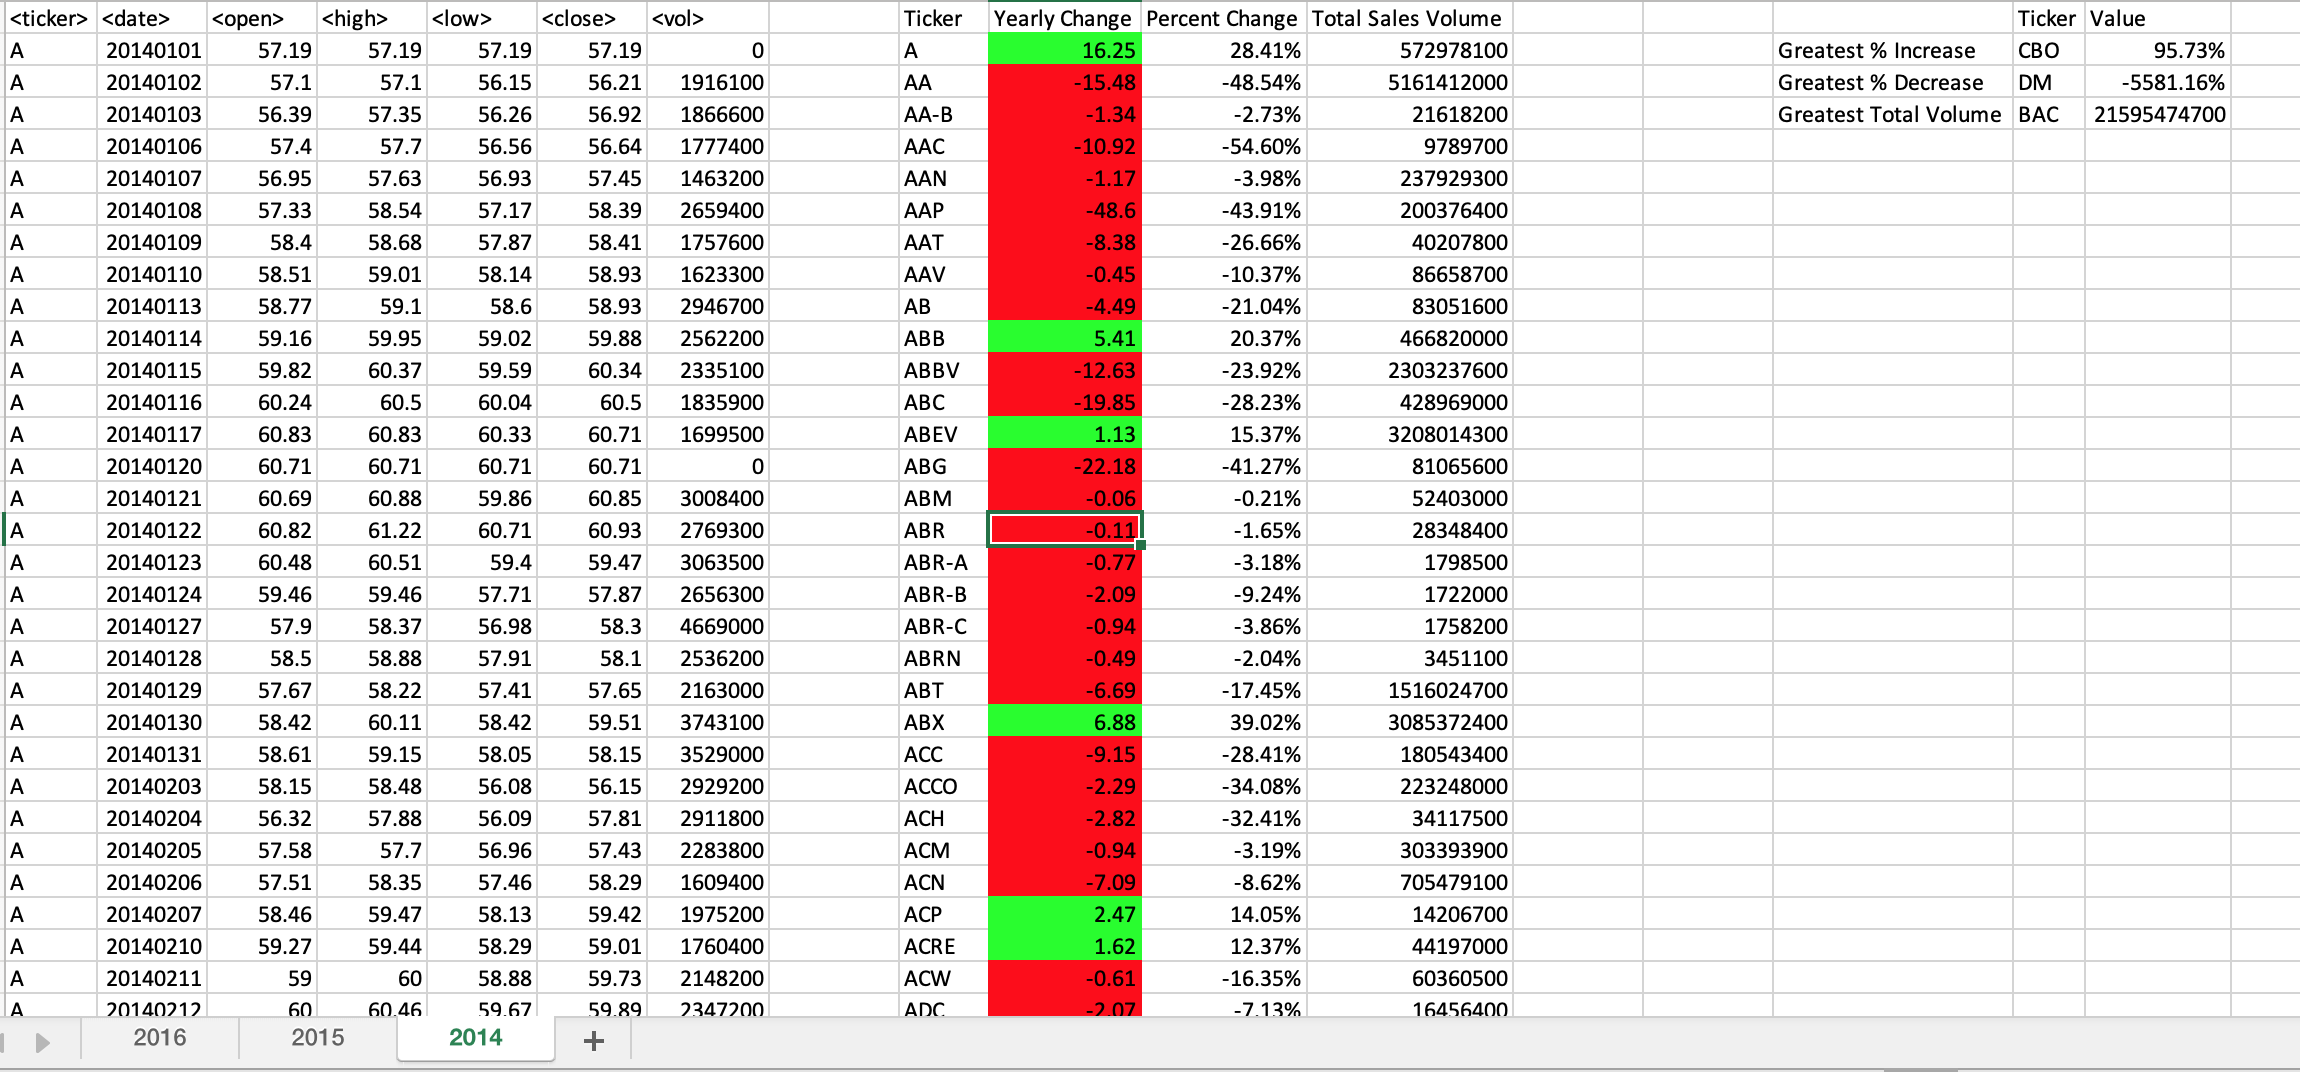 <ticker> <date> <open> <high> <low> <close> <vol> Ticker Yearly Change Percent Change Total Sales Volume Ticker Value
A 20140101 57.19 57.19 57.19 57.19 0 A 16.25 28.41% 572978100 Greatest % Increase CBO 95.73%
A 20140102 57.1 57.1 56.15 56.21 1916100 AA -15.48 -48.54% 5161412000 Greatest % Decrease DM -5581.16%
A 20140103 56.39 57.35 56.26 56.92 1866600 AA-B -1.34 -2.73% 21618200 Greatest Total Volume BAC 21595474700
A 20140106 57.4 57.7 56.56 56.64 1777400 AAC -10.92 -54.60% 9789700
A 20140107 56.95 57.63 56.93 57.45 1463200 AAN -1.17 -3.98% 237929300
A 20140108 57.33 58.54 57.17 58.39 2659400 AAP -48.6 -43.91% 200376400
A 20140109 58.4 58.68 57.87 58.41 1757600 AAT -8.38 -26.66% 40207800
A 20140110 58.51 59.01 58.14 58.93 1623300 AAV -0.45 -10.37% 86658700
A 20140113 58.77 59.1 58.6 58.93 2946700 AB -4.49 -21.04% 83051600
A 20140114 59.16 59.95 59.02 59.88 2562200 ABB 5.41 20.37% 466820000
A 20140115 59.82 60.37 59.59 60.34 2335100 ABBV -12.63 -23.92% 2303237600
A 20140116 60.24 60.5 60.04 60.5 1835900 ABC -19.85 -28.23% 428969000
A 20140117 60.83 60.83 60.33 60.71 1699500 ABEV 1.13 15.37% 3208014300
A 20140120 60.71 60.71 60.71 60.71 0 ABG -22.18 -41.27% 81065600
A 20140121 60.69 60.88 59.86 60.85 3008400 ABM -0.06 -0.21% 52403000
A 20140122 60.82 61.22 60.71 60.93 2769300 ABR -0.11 -1.65% 28348400
A 20140123 60.48 60.51 59.4 59.47 3063500 ABR-A -0.77 -3.18% 1798500
A 20140124 59.46 59.46 57.71 57.87 2656300 ABR-B -2.09 -9.24% 1722000
A 20140127 57.9 58.37 56.98 58.3 4669000 ABR-C -0.94 -3.86% 1758200
A 20140128 58.5 58.88 57.91 58.1 2536200 ABRN -0.49 -2.04% 3451100
A 20140129 57.67 58.22 57.41 57.65 2163000 ABT -6.69 -17.45% 1516024700
A 20140130 58.42 60.11 58.42 59.51 3743100 ABX 6.88 39.02% 3085372400
A 20140131 58.61 59.15 58.05 58.15 3529000 ACC -9.15 -28.41% 180543400
A 20140203 58.15 58.48 56.08 56.15 2929200 ACCO -2.29 -34.08% 223248000
A 20140204 56.32 57.88 56.09 57.81 2911800 ACH -2.82 -32.41% 34117500
A 20140205 57.58 57.7 56.96 57.43 2283800 ACM -0.94 -3.19% 303393900
A 20140206 57.51 58.35 57.46 58.29 1609400 ACN -7.09 -8.62% 705479100
A 20140207 58.46 59.47 58.13 59.42 1975200 ACP 2.47 14.05% 14206700
A 20140210 59.27 59.44 58.29 59.01 1760400 ACRE 1.62 12.37% 44197000
A 20140211 59 60 58.88 59.73 2148200 ACW -0.61 -16.35% 60360500
A 20140212 60 60.46 59.67 59.89 2347200 ADC -2.07 -7.13% 16456400
2016 2015 2014 +